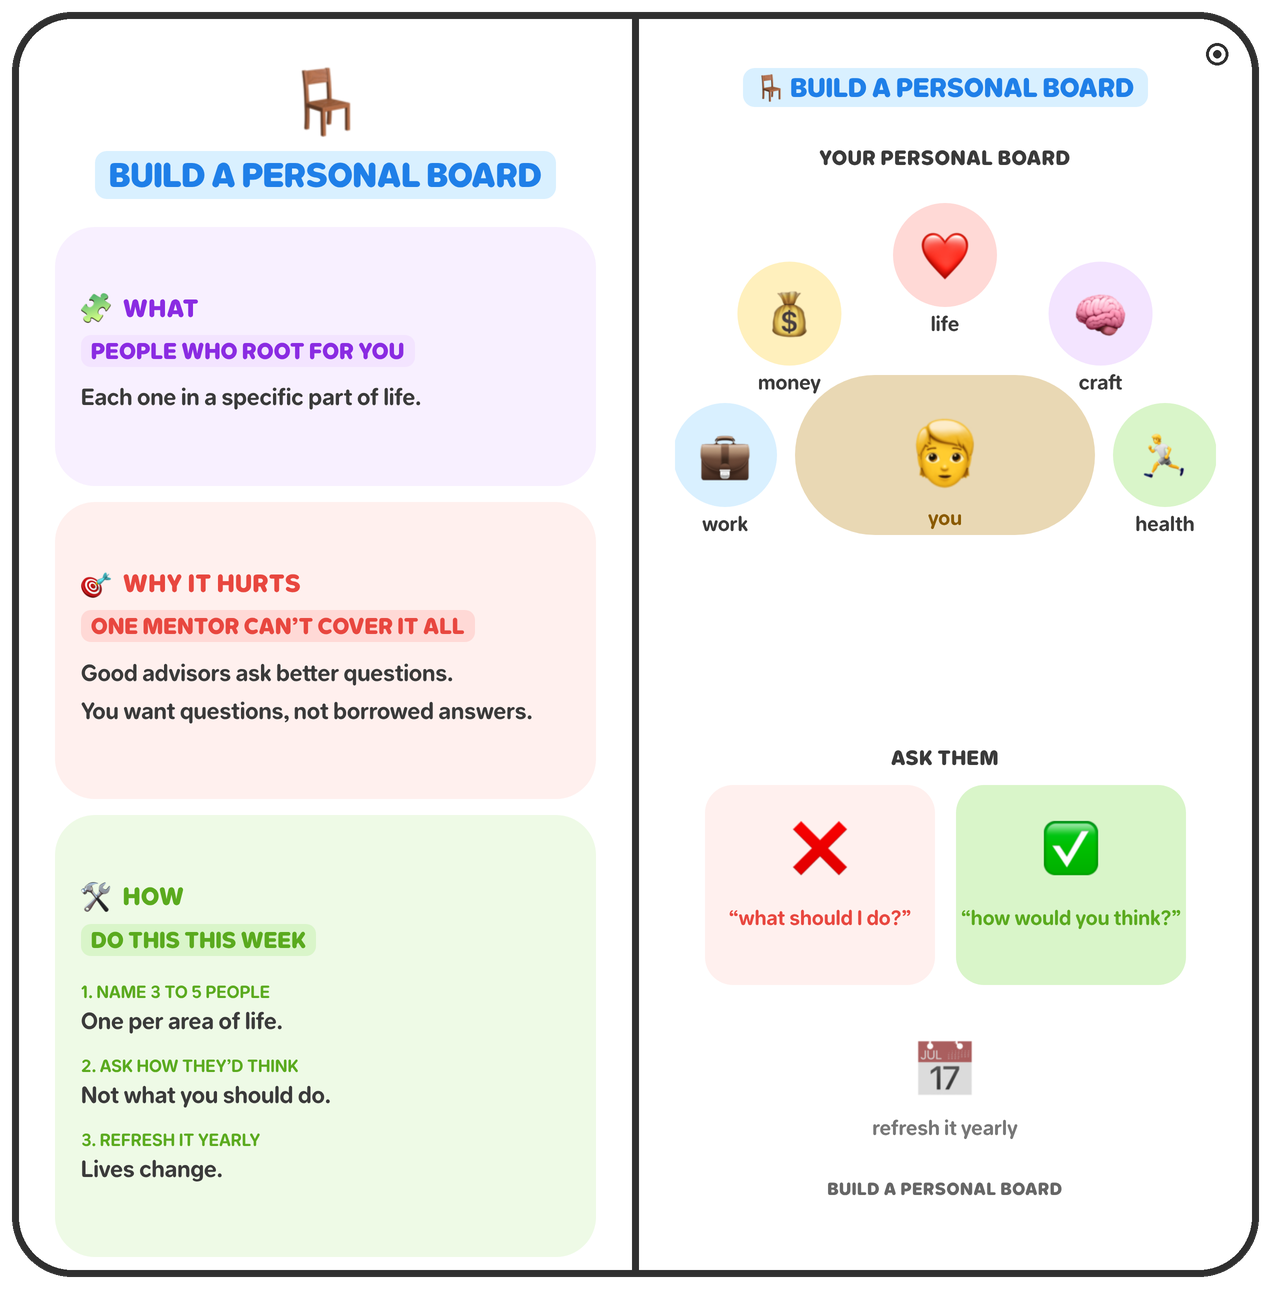 BUILD A PERSONAL BOARD
WHAT
PEOPLE WHO ROOT FOR YOU
Each one in a specific part of life.
WHY IT HURTS
ONE MENTOR CAN’T COVER IT ALL
Good advisors ask better questions.
You want questions, not borrowed answers.
HOW
DO THIS THIS WEEK
1. NAME 3 TO 5 PEOPLE
One per area of life.
2. ASK HOW THEY’D THINK
Not what you should do.
3. REFRESH IT YEARLY
Lives change.
BUILD A PERSONAL BOARD
YOUR PERSONAL BOARD
life
money
craft
work
you
health
ASK THEM
“what should I do?”
“how would you think?”
JUL
17
refresh it yearly
BUILD A PERSONAL BOARD